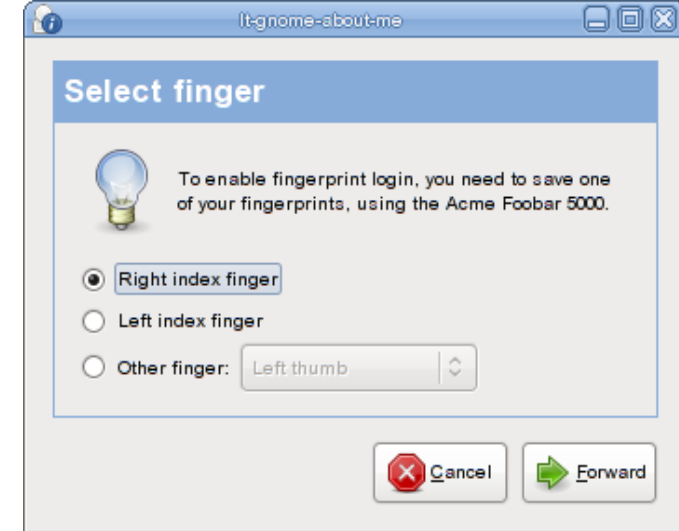 lt-gnome-about-me
Select finger
To enable fingerprint login, you need to save one
of your fingerprints, using the Acme Foobar 5000.
Right index finger
Left index finger
Other finger: Left thumb
Cancel Forward